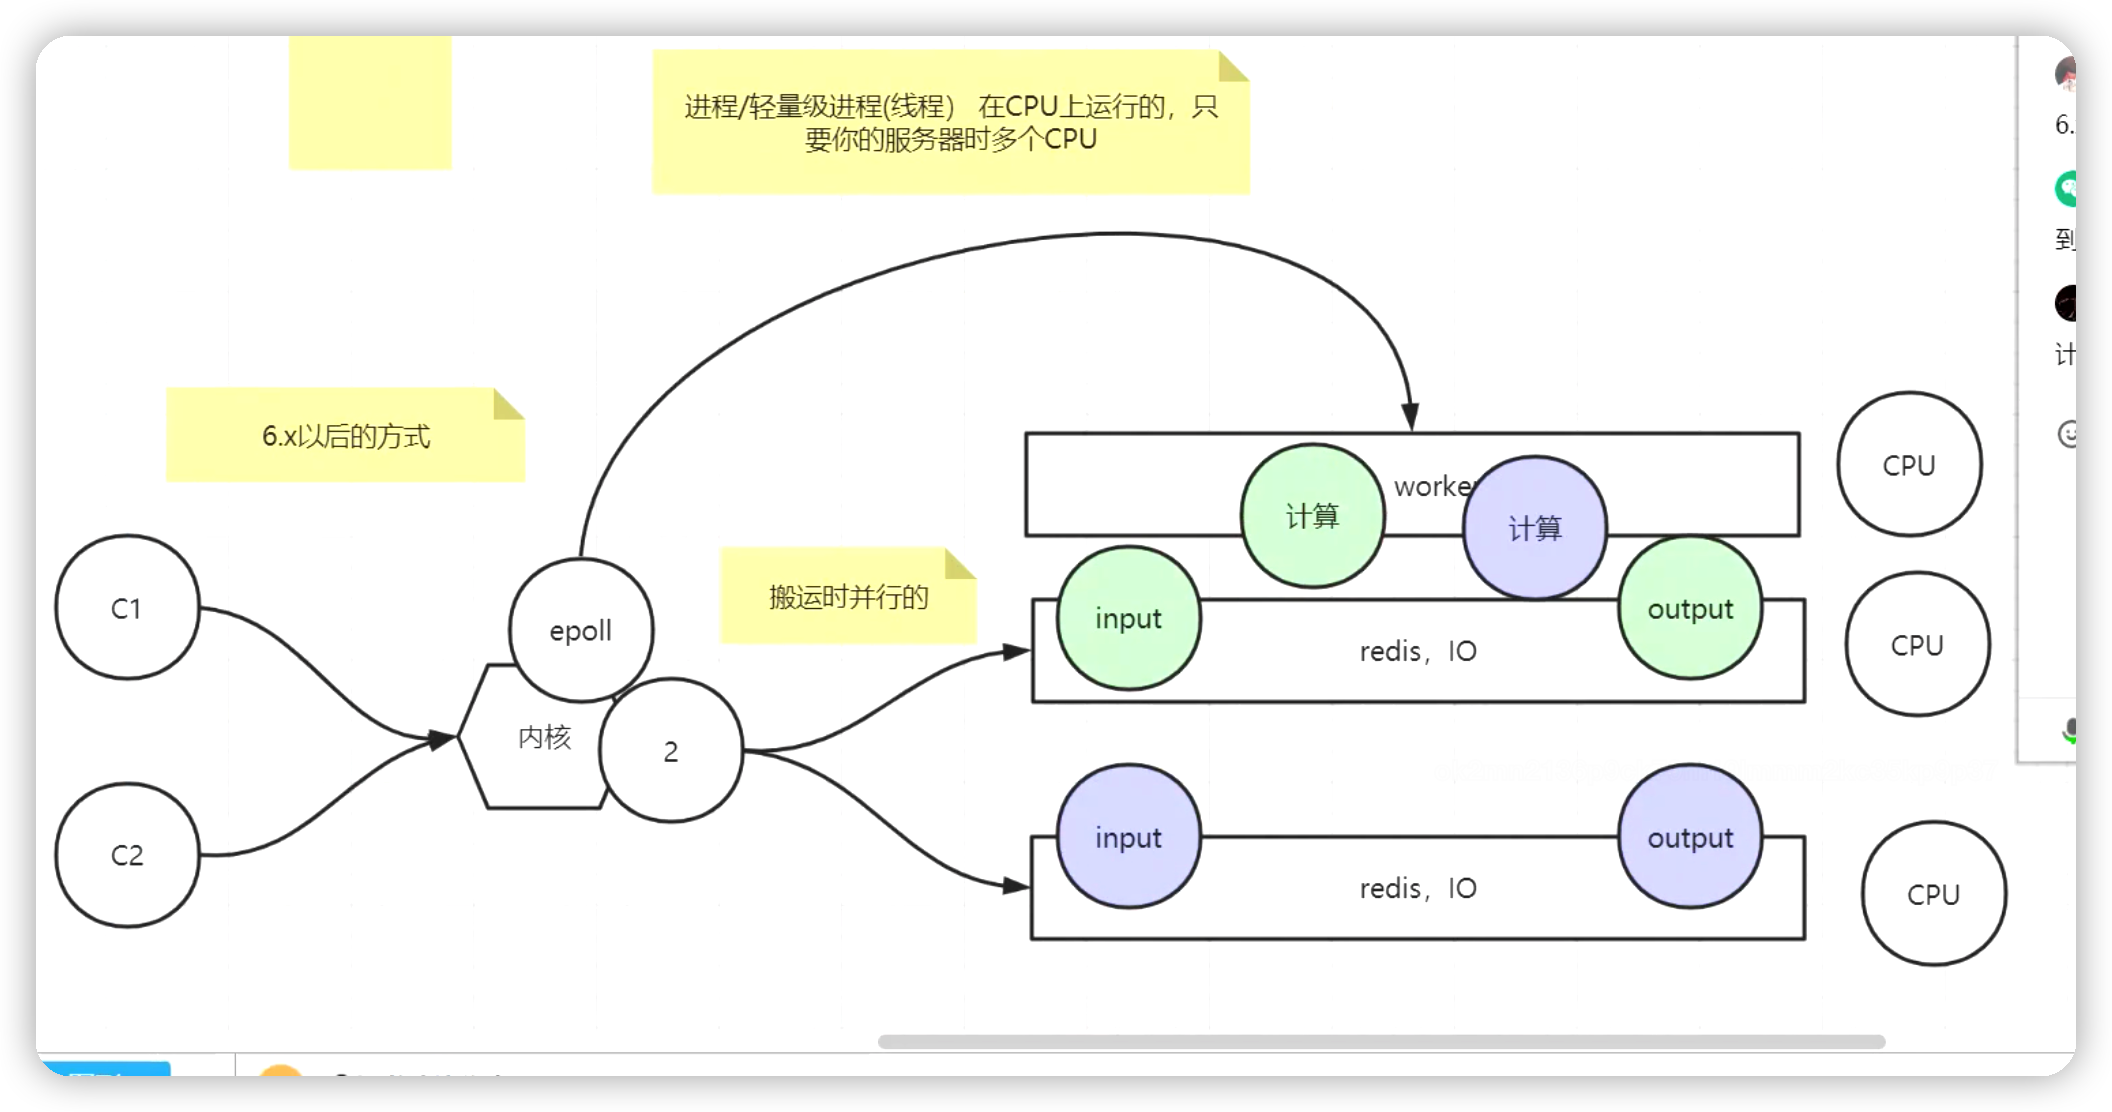 进程/轻量级进程(线程） 在CPU上运行的，只
要你的服务器时多个CPU
6.
到
计
6.x以后的方式
CPU
worker
计算
计算
C1
epoll
搬运时并行的
input
output
redis，IO
CPU
内核
2
C2
input
output
redis，IO
CPU